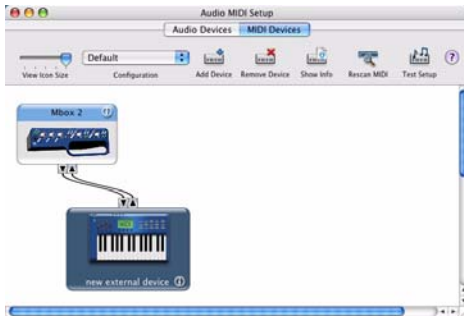 Audio MIDI Setup
Audio Devices MIDI Devices
Default
View Icon Size Configuration Add Device Remove Device Show Info Rescan MIDI Test Setup ?
Mbox 2
new external device